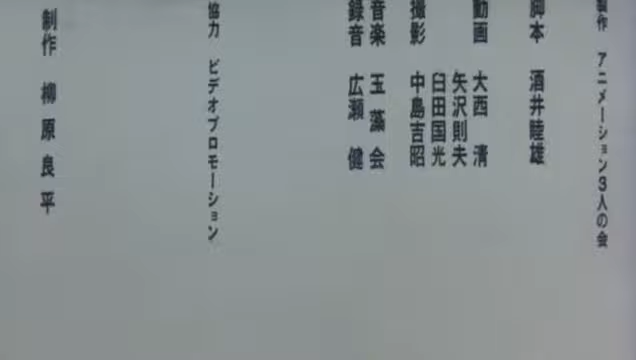 製作 アニメーション3人の会
脚本 酒井睦雄
動画 大西 清
矢沢則夫
臼田国光
撮影 中島吉昭
音楽 玉藻会
録音 広瀬 健
協力 ビデオプロモーション
制作 柳原良平